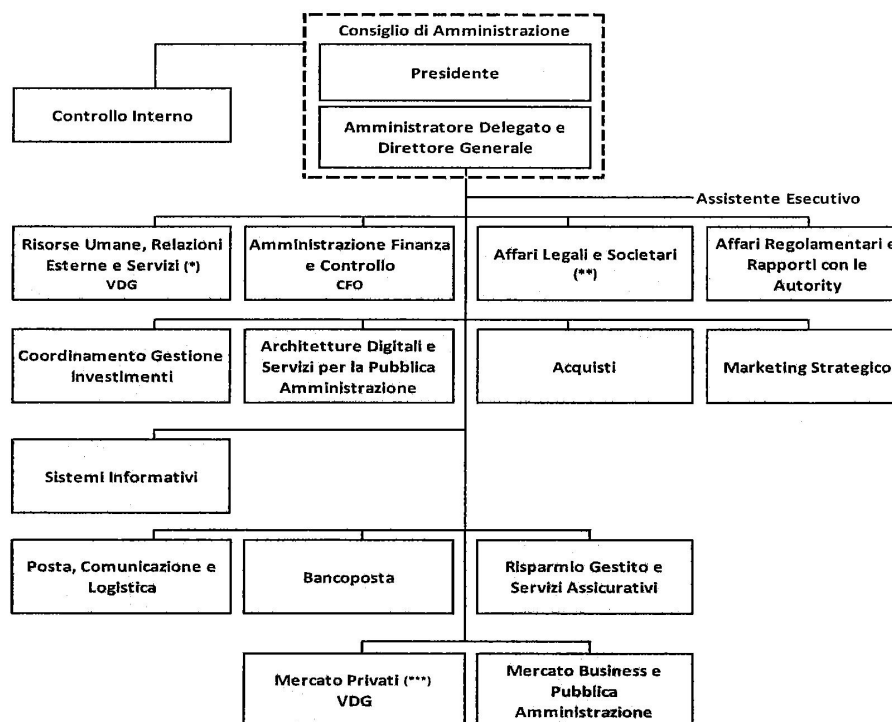 Consiglio di Amministrazione
Presidente
Controllo Interno
Amministratore Delegato e
Direttore Generale
Assistente Esecutivo
Risorse Umane, Relazioni
Esterne e Servizi (*)
VDG
Amministrazione Finanza
e Controllo
CFO
Affari Legali e Societari
(**)
Affari Regolamentari e
Rapporti con le
Autority
Coordinamento Gestione
Investimenti
Architetture Digitali e
Servizi per la Pubblica
Amministrazione
Acquisti
Marketing Strategico
Sistemi Informativi
Posta, Comunicazione e
Logistica
Bancoposta
Risparmio Gestito e
Servizi Assicurativi
Mercato Privati (***)
VDG
Mercato Business e
Pubblica
Amministrazione